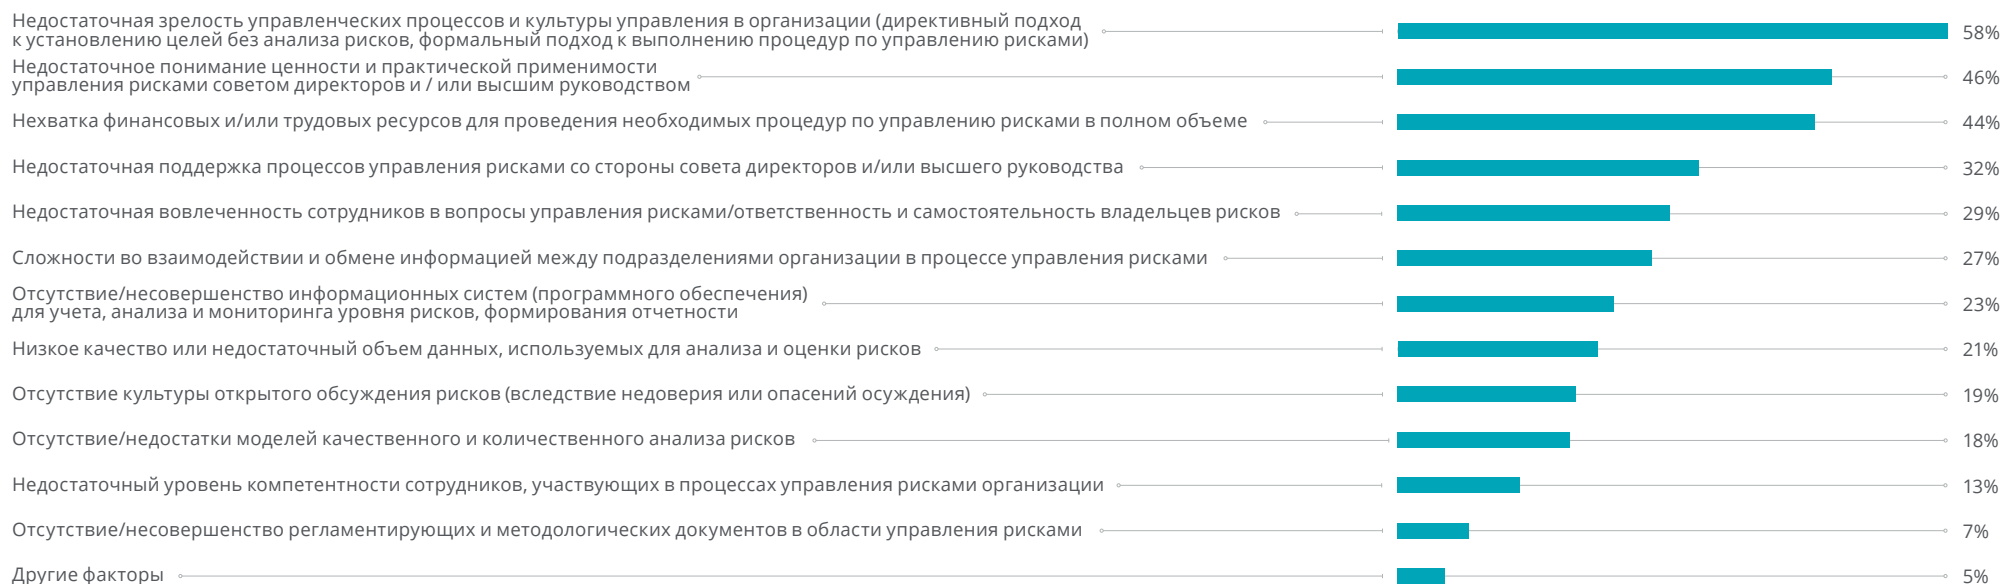 Недостаточная зрелость управленческих процессов и культуры управления в организации (директивный подход
к установлению целей без анализа рисков, формальный подход к выполнению процедур по управлению рисками)
58%
Недостаточное понимание ценности и практической применимости
управления рисками советом директоров и / или высшим руководством
46%
Нехватка финансовых и/или трудовых ресурсов для проведения необходимых процедур по управлению рисками в полном объеме
44%
Недостаточная поддержка процессов управления рисками со стороны совета директоров и/или высшего руководства
32%
Недостаточная вовлеченность сотрудников в вопросы управления рисками/ответственность и самостоятельность владельцев рисков
29%
Сложности во взаимодействии и обмене информацией между подразделениями организации в процессе управления рисками
27%
Отсутствие/несовершенство информационных систем (программного обеспечения)
для учета, анализа и мониторинга уровня рисков, формирования отчетности
23%
Низкое качество или недостаточный объем данных, используемых для анализа и оценки рисков
21%
Отсутствие культуры открытого обсуждения рисков (вследствие недоверия или опасений осуждения)
19%
Отсутствие/недостатки моделей качественного и количественного анализа рисков
18%
Недостаточный уровень компетентности сотрудников, участвующих в процессах управления рисками организации
13%
Отсутствие/несовершенство регламентирующих и методологических документов в области управления рисками
7%
Другие факторы
5%